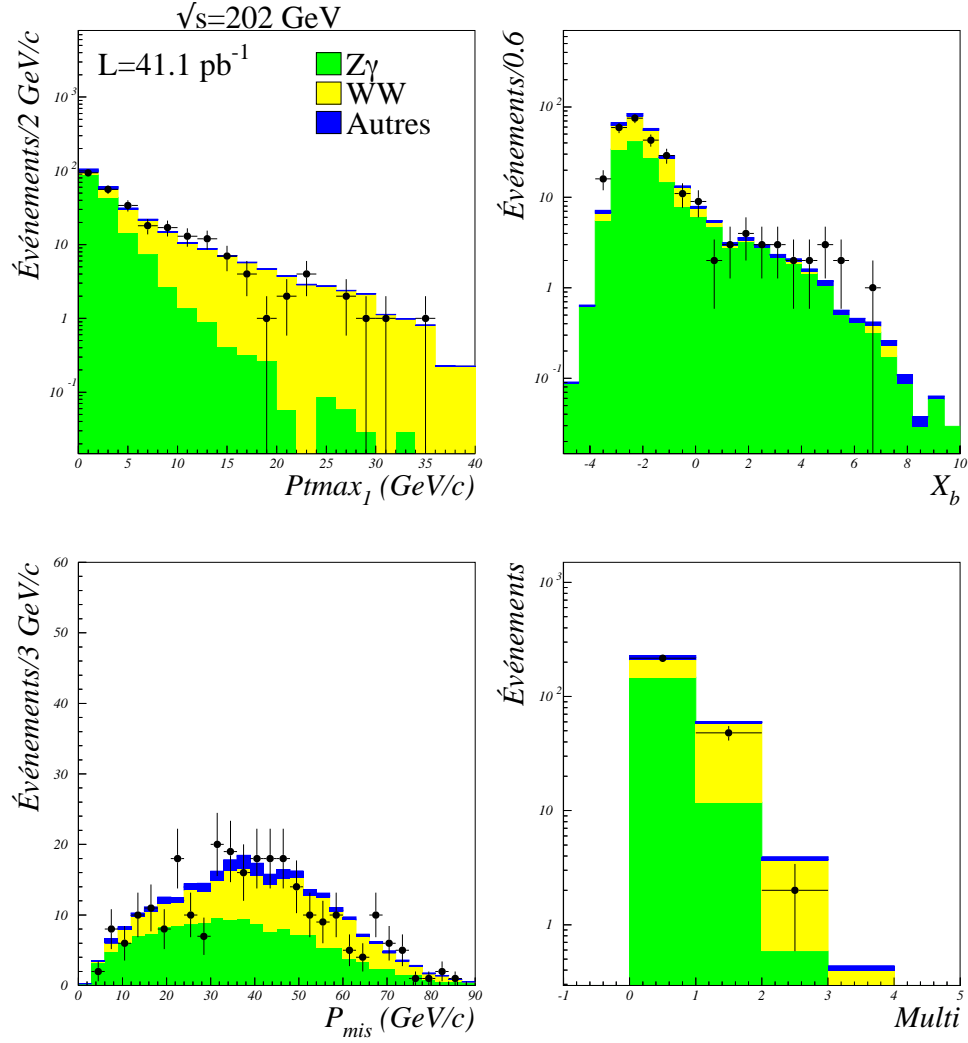 √s=202 GeV
Événements/2 GeV/c
L=41.1 pb⁻¹
Zγ
WW
Autres
10³
10²
10
1
10⁻¹
0 5 10 15 20 25 30 35 40
Ptmax₁ (GeV/c)
Événements/0.6
10²
10
1
10⁻¹
-4 -2 0 2 4 6 8 10
X_b
Événements/3 GeV/c
60
50
40
30
20
10
0
0 10 20 30 40 50 60 70 80 90
P_mis (GeV/c)
Événements
10³
10²
10
1
-1 0 1 2 3 4 5
Multi